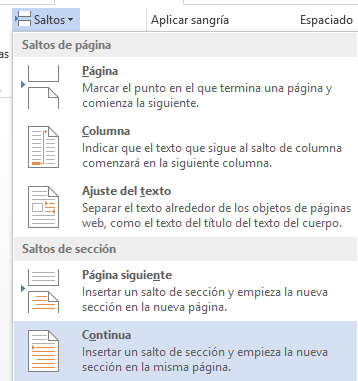 Saltos Aplicar sangría Espaciado
as
Saltos de página
Página
Marcar el punto en el que termina una página y
comienza la siguiente.
Columna
Indicar que el texto que sigue al salto de columna
comenzará en la siguiente columna.
Ajuste del texto
Separar el texto alrededor de los objetos de páginas
web, como el texto del título del texto del cuerpo.
Saltos de sección
Página siguiente
Insertar un salto de sección y empieza la nueva
sección en la nueva página.
Continua
Insertar un salto de sección y empieza la nueva
sección en la misma página.